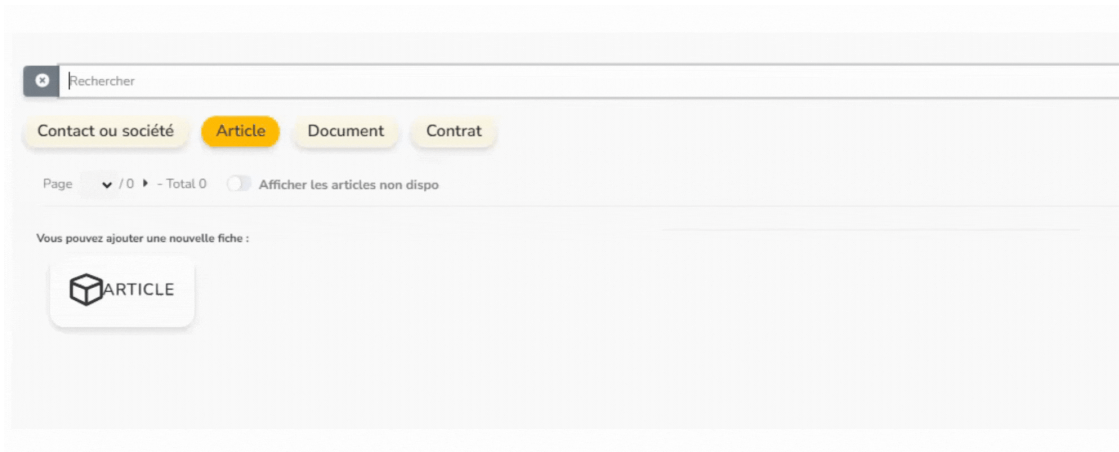 Rechercher
Contact ou société Article Document Contrat
Page / 0 - Total 0 Afficher les articles non dispo
Vous pouvez ajouter une nouvelle fiche :
ARTICLE